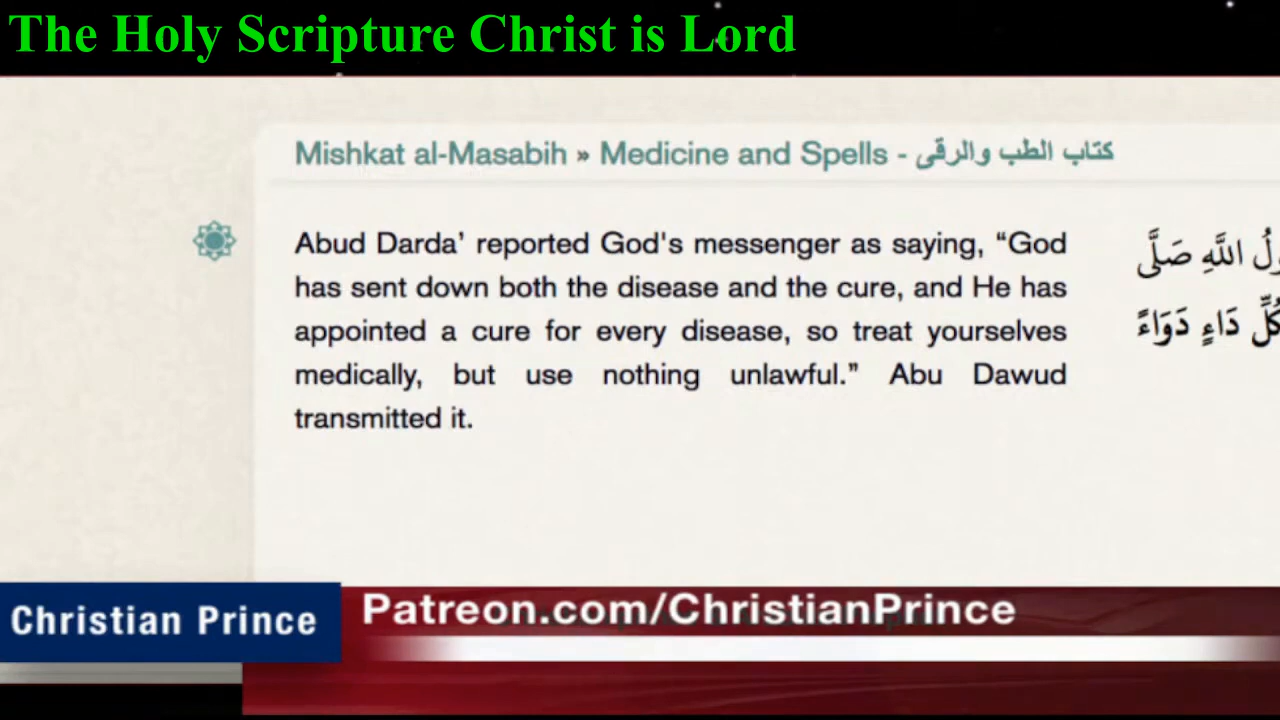 The Holy Scripture Christ is Lord
Mishkat al-Masabih » Medicine and Spells - كتاب الطب والرقى
Abud Darda’ reported God's messenger as saying, “God
has sent down both the disease and the cure, and He has
appointed a cure for every disease, so treat yourselves
medically, but use nothing unlawful.” Abu Dawud
transmitted it.
اللَّهِ صَلَّى
دَاءٍ دَوَاءً
Christian Prince
Patreon.com/ChristianPrince